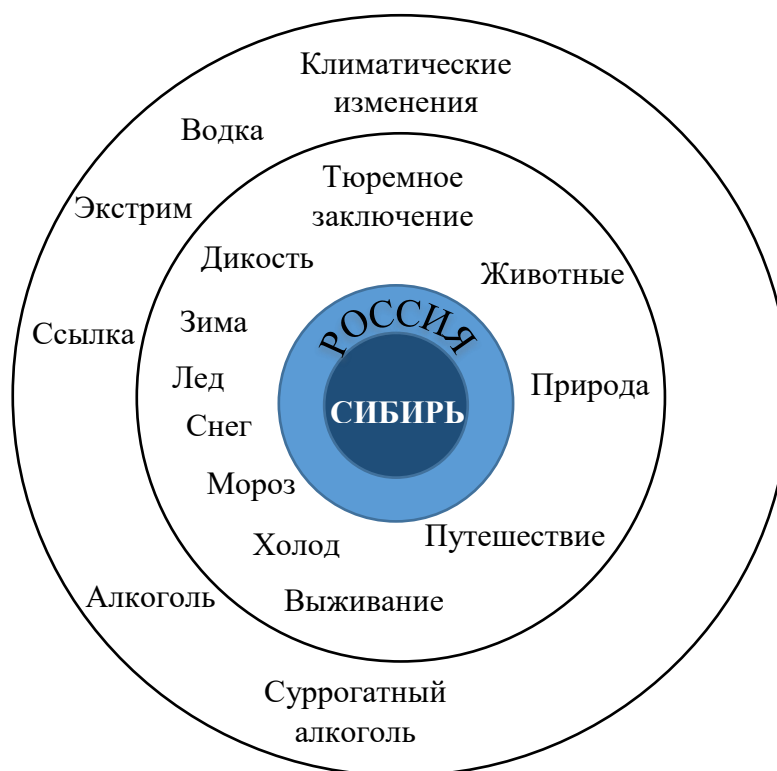 Климатические
изменения
Водка
Тюремное
заключение
Экстрим
Дикость
Животные
РОССИЯ
Зима
Ссылка
Лед
Природа
СИБИРЬ
Снег
Мороз
Путешествие
Холод
Алкоголь
Выживание
Суррогатный
алкоголь